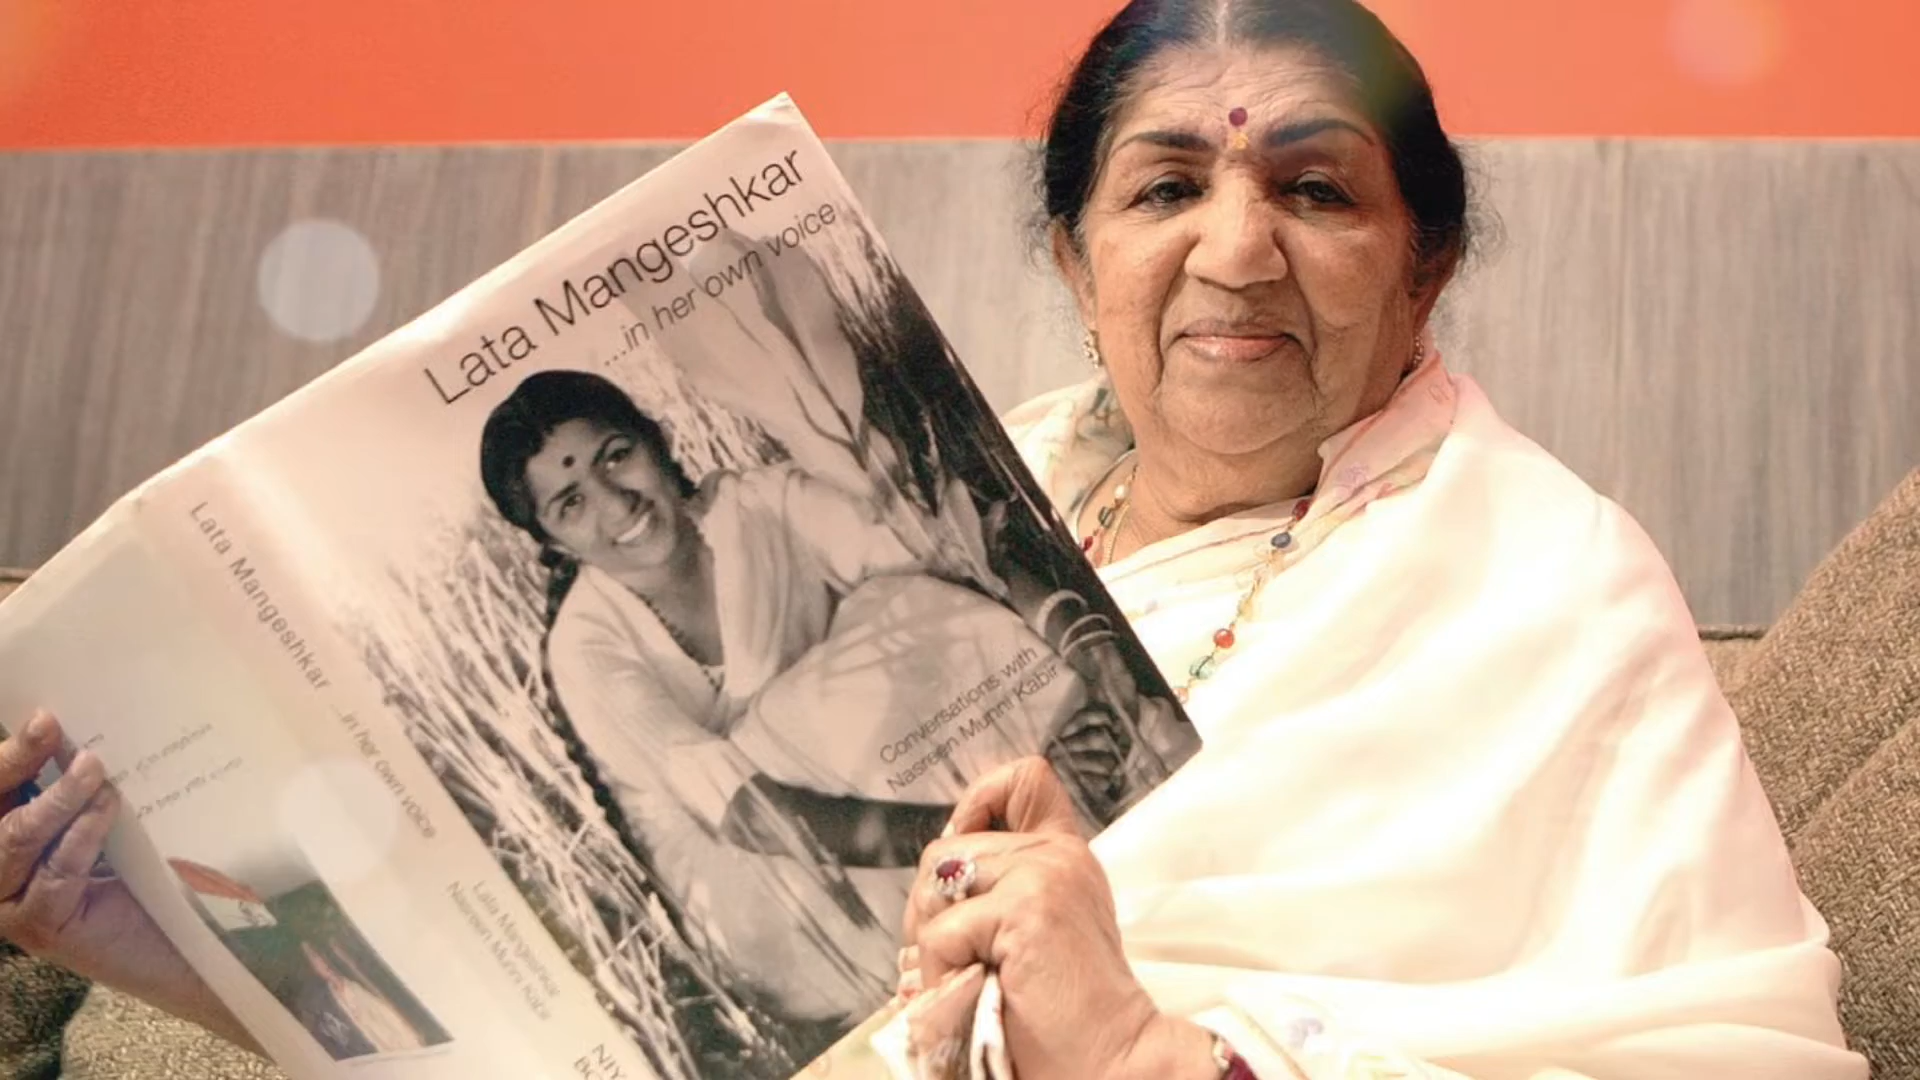 Lata Mangeshkar
...in her own voice
Conversations with
Nasreen Munni Kabir
Lata Mangeshkar ...in her own voice
Lata Mangeshkar
Nasreen Munni Kabir